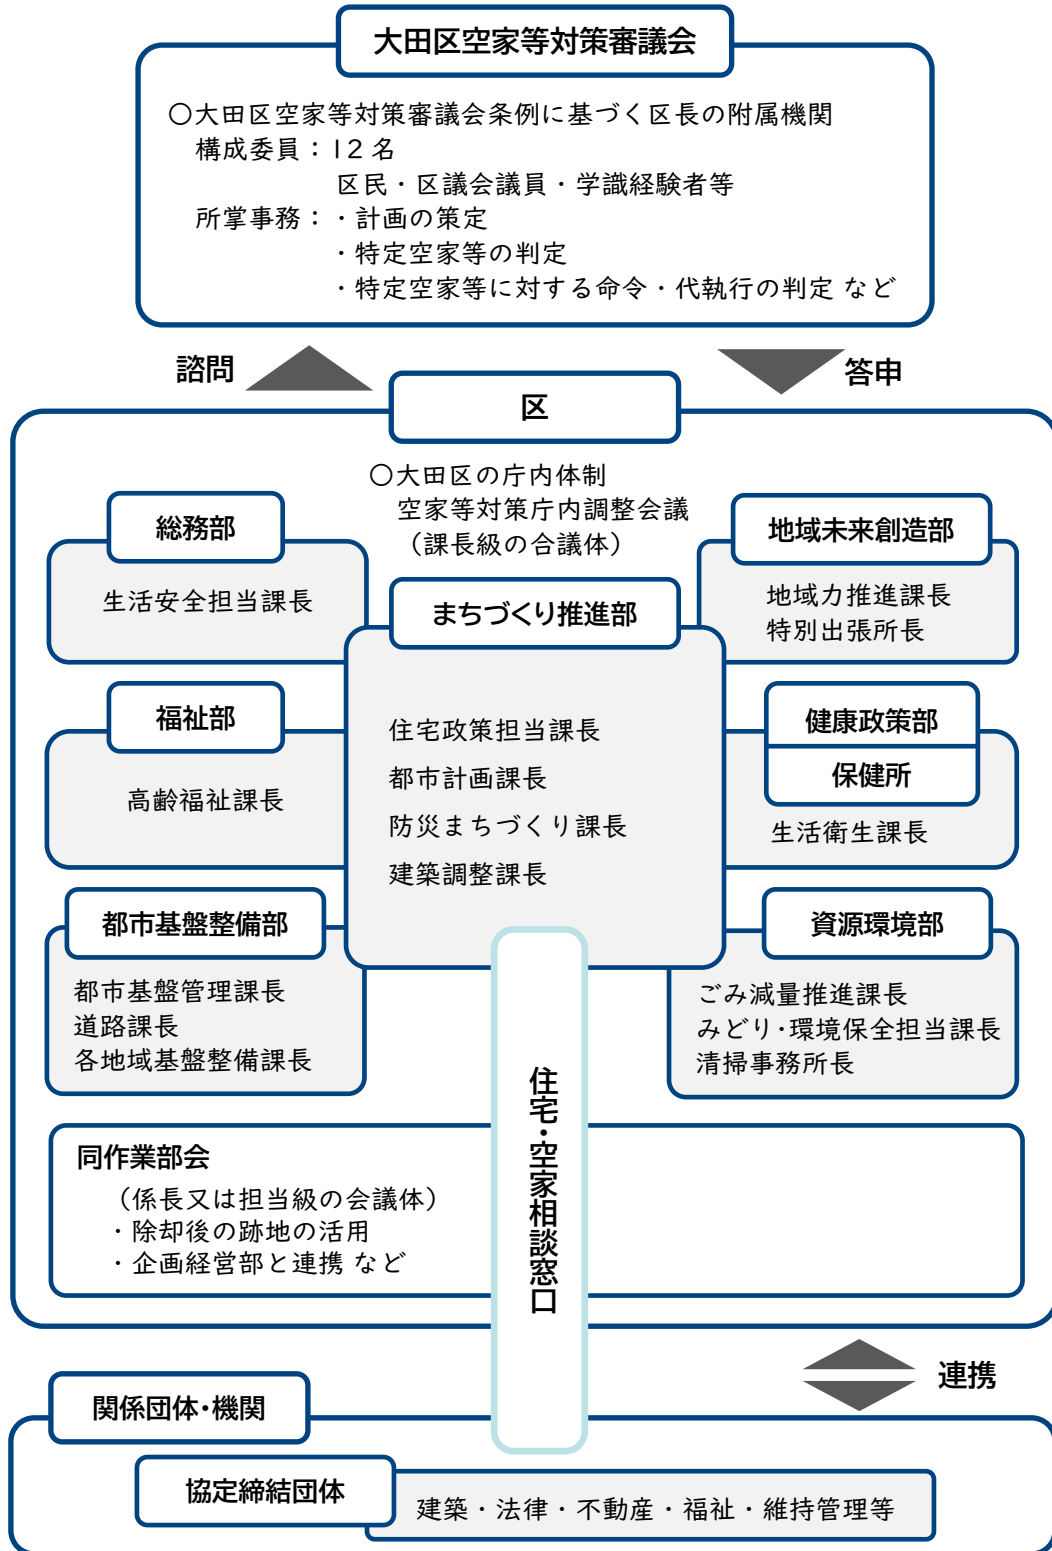 大田区空家等対策審議会
〇大田区空家等対策審議会条例に基づく区長の附属機関
構成委員：12名
区民・区議会議員・学識経験者等
所掌事務：・計画の策定
・特定空家等の判定
・特定空家等に対する命令・代執行の判定 など
諮問
答申
区
〇大田区の庁内体制
空家等対策庁内調整会議
（課長級の合議体）
総務部
生活安全担当課長
地域未来創造部
地域力推進課長
特別出張所長
まちづくり推進部
住宅政策担当課長
都市計画課長
防災まちづくり課長
建築調整課長
福祉部
高齢福祉課長
健康政策部
保健所
生活衛生課長
都市基盤整備部
都市基盤管理課長
道路課長
各地域基盤整備課長
資源環境部
ごみ減量推進課長
みどり･環境保全担当課長
清掃事務所長
住宅・空家相談窓口
同作業部会
（係長又は担当級の会議体）
・除却後の跡地の活用
・企画経営部と連携 など
連携
関係団体・機関
協定締結団体
建築・法律・不動産・福祉・維持管理等